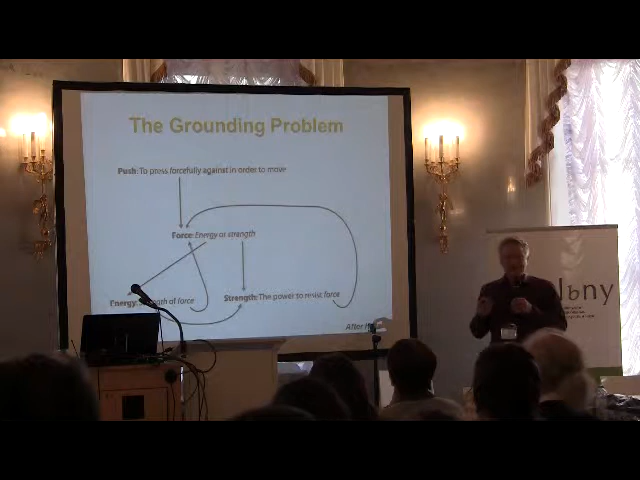 The Grounding Problem
Push: To press forcefully against in order to move
Force: Energy or strength
Energy: of force
Strength: The power to resist force
After